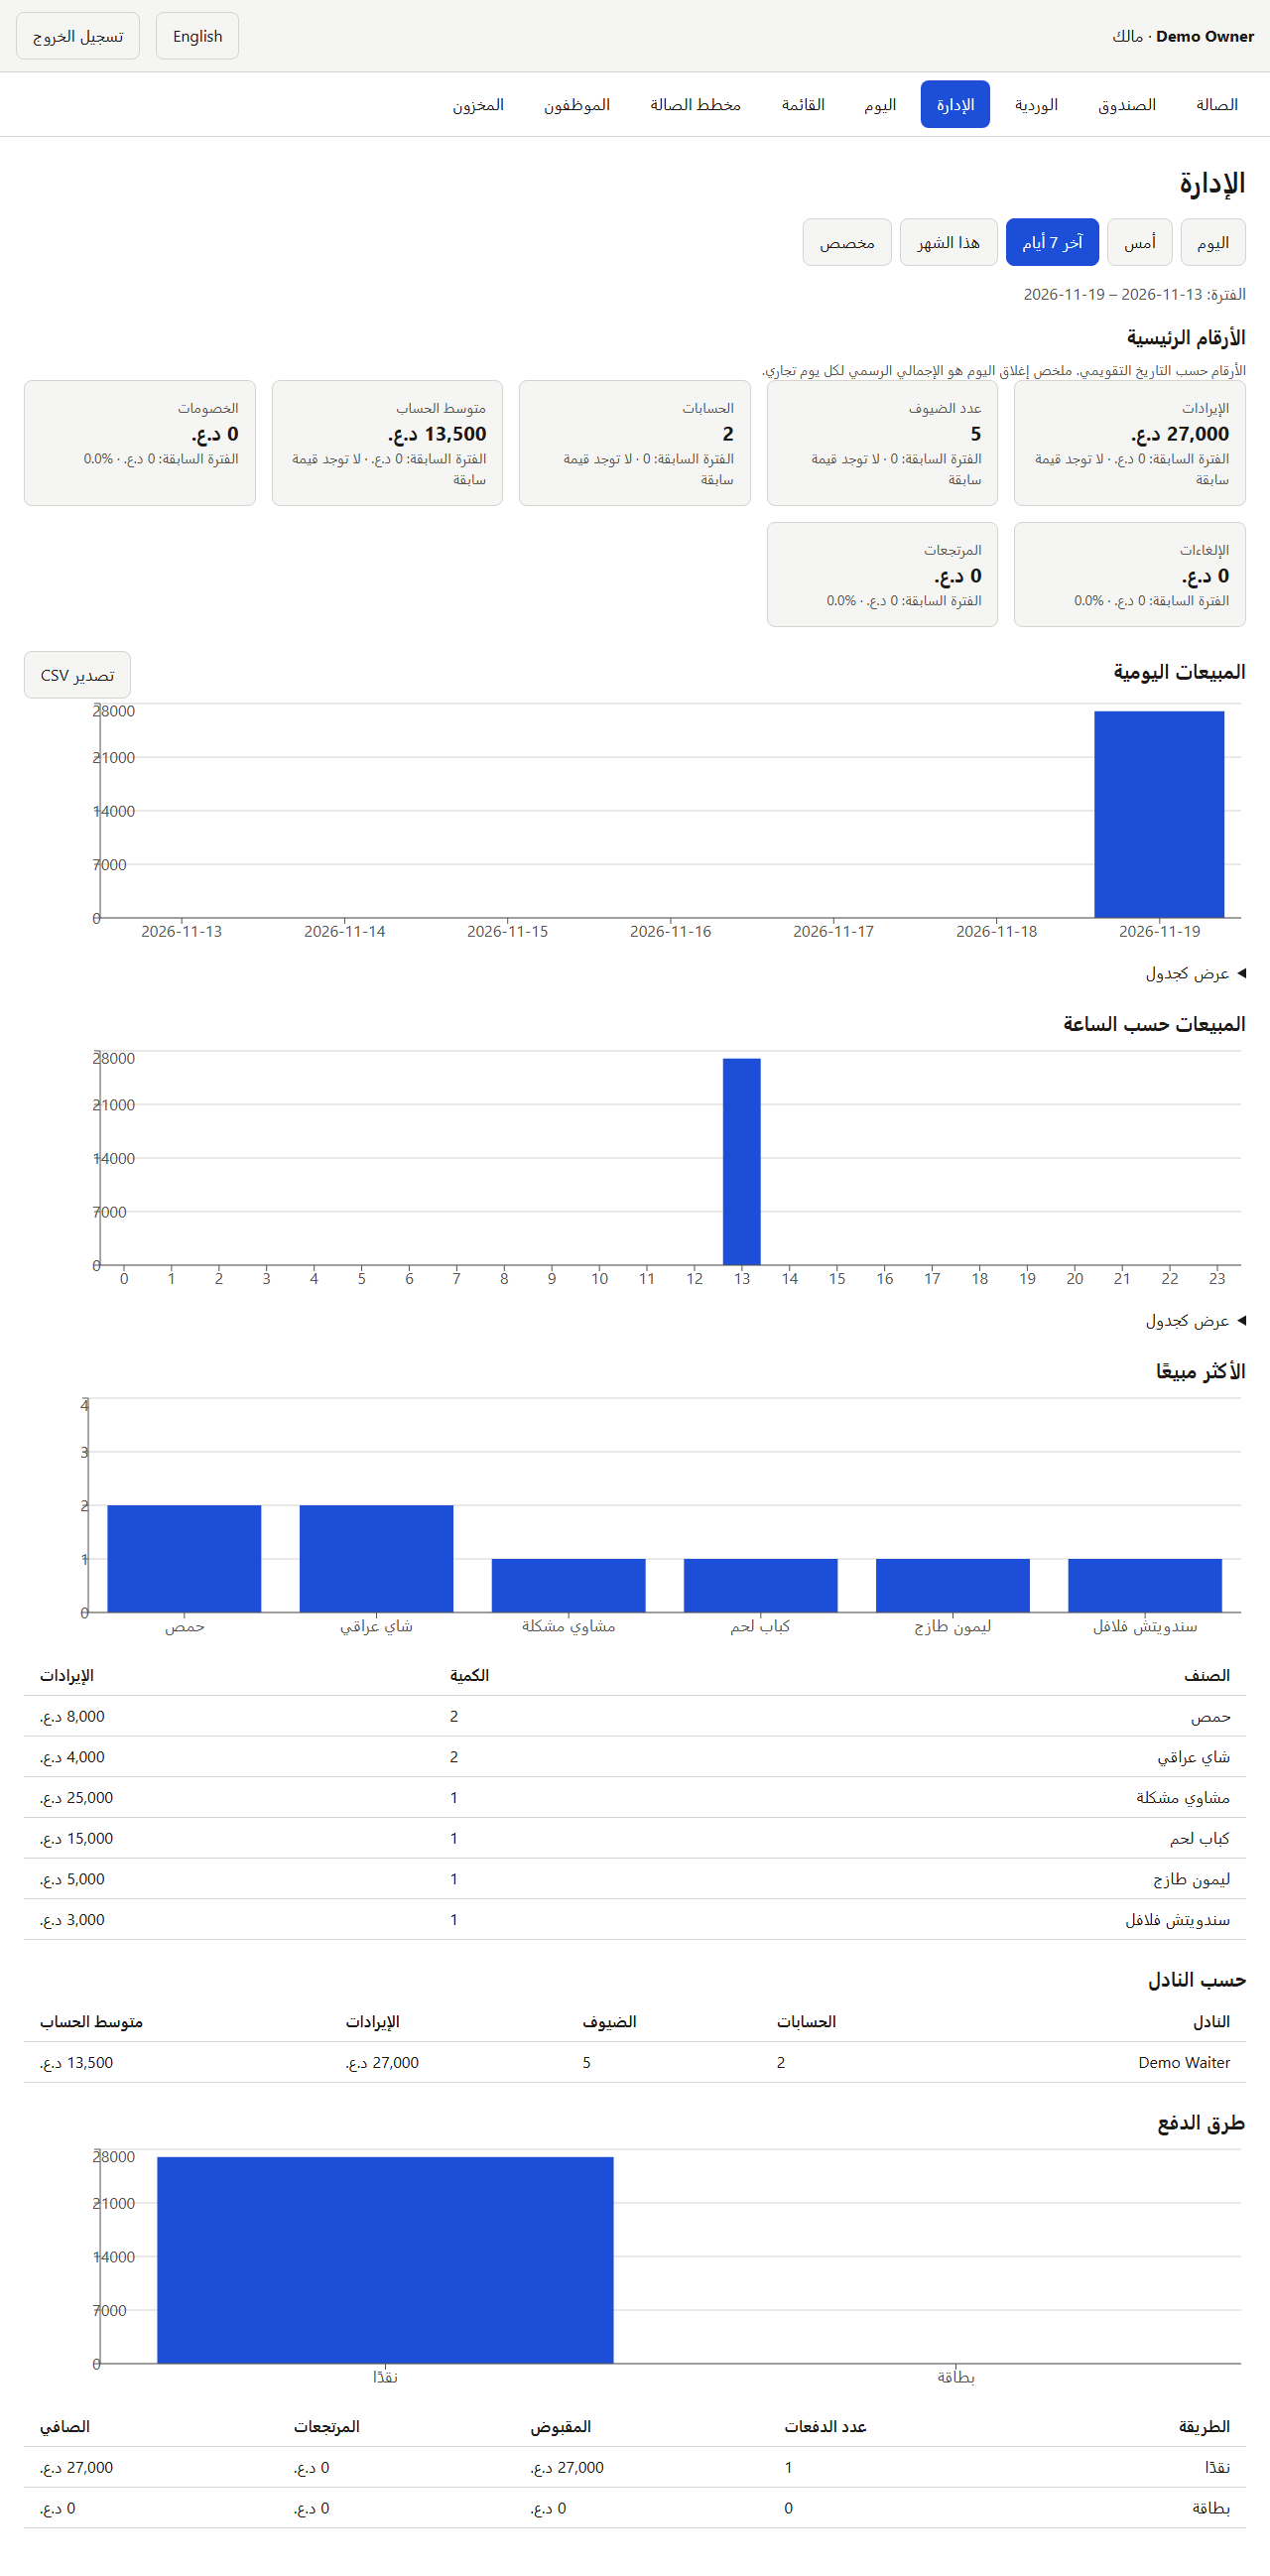 Demo Owner · مالك
English
تسجيل الخروج
الصالة
الصندوق
الوردية
الإدارة
اليوم
القائمة
مخطط الصالة
الموظفون
المخزون
الإدارة
اليوم
أمس
آخر 7 أيام
هذا الشهر
مخصص
الفترة: 2026-11-13 – 2026-11-19
الأرقام الرئيسية
الأرقام حسب التاريخ التقويمي. ملخص إغلاق اليوم هو الإجمالي الرسمي لكل يوم تجاري.
الإيرادات
27,000 د.ع.
الفترة السابقة: 0 د.ع. · لا توجد قيمة
سابقة
عدد الضيوف
5
الفترة السابقة: 0 · لا توجد قيمة
سابقة
الحسابات
2
الفترة السابقة: 0 · لا توجد قيمة
سابقة
متوسط الحساب
13,500 د.ع.
الفترة السابقة: 0 د.ع. · لا توجد قيمة
سابقة
الخصومات
0 د.ع.
الفترة السابقة: 0 د.ع. · 0.0%
الإلغاءات
0 د.ع.
الفترة السابقة: 0 د.ع. · 0.0%
المرتجعات
0 د.ع.
الفترة السابقة: 0 د.ع. · 0.0%
المبيعات اليومية
تصدير CSV
28000
21000
14000
7000
0
2026-11-13 2026-11-14 2026-11-15 2026-11-16 2026-11-17 2026-11-18 2026-11-19
عرض كجدول
المبيعات حسب الساعة
28000
21000
14000
7000
0
0 1 2 3 4 5 6 7 8 9 10 11 12 13 14 15 16 17 18 19 20 21 22 23
عرض كجدول
الأكثر مبيعًا
4
3
2
1
0
حمص
شاي عراقي
مشاوي مشكلة
كباب لحم
ليمون طازج
سندويتش فلافل
الصنف الكمية الإيرادات
حمص 2 8,000 د.ع.
شاي عراقي 2 4,000 د.ع.
مشاوي مشكلة 1 25,000 د.ع.
كباب لحم 1 15,000 د.ع.
ليمون طازج 1 5,000 د.ع.
سندويتش فلافل 1 3,000 د.ع.
حسب النادل
النادل الحسابات الضيوف الإيرادات متوسط الحساب
Demo Waiter 2 5 27,000 د.ع. 13,500 د.ع.
طرق الدفع
28000
21000
14000
7000
0
نقدًا
بطاقة
الطريقة عدد الدفعات المقبوض المرتجعات الصافي
نقدًا 1 27,000 د.ع. 0 د.ع. 27,000 د.ع.
بطاقة 0 0 د.ع. 0 د.ع. 0 د.ع.